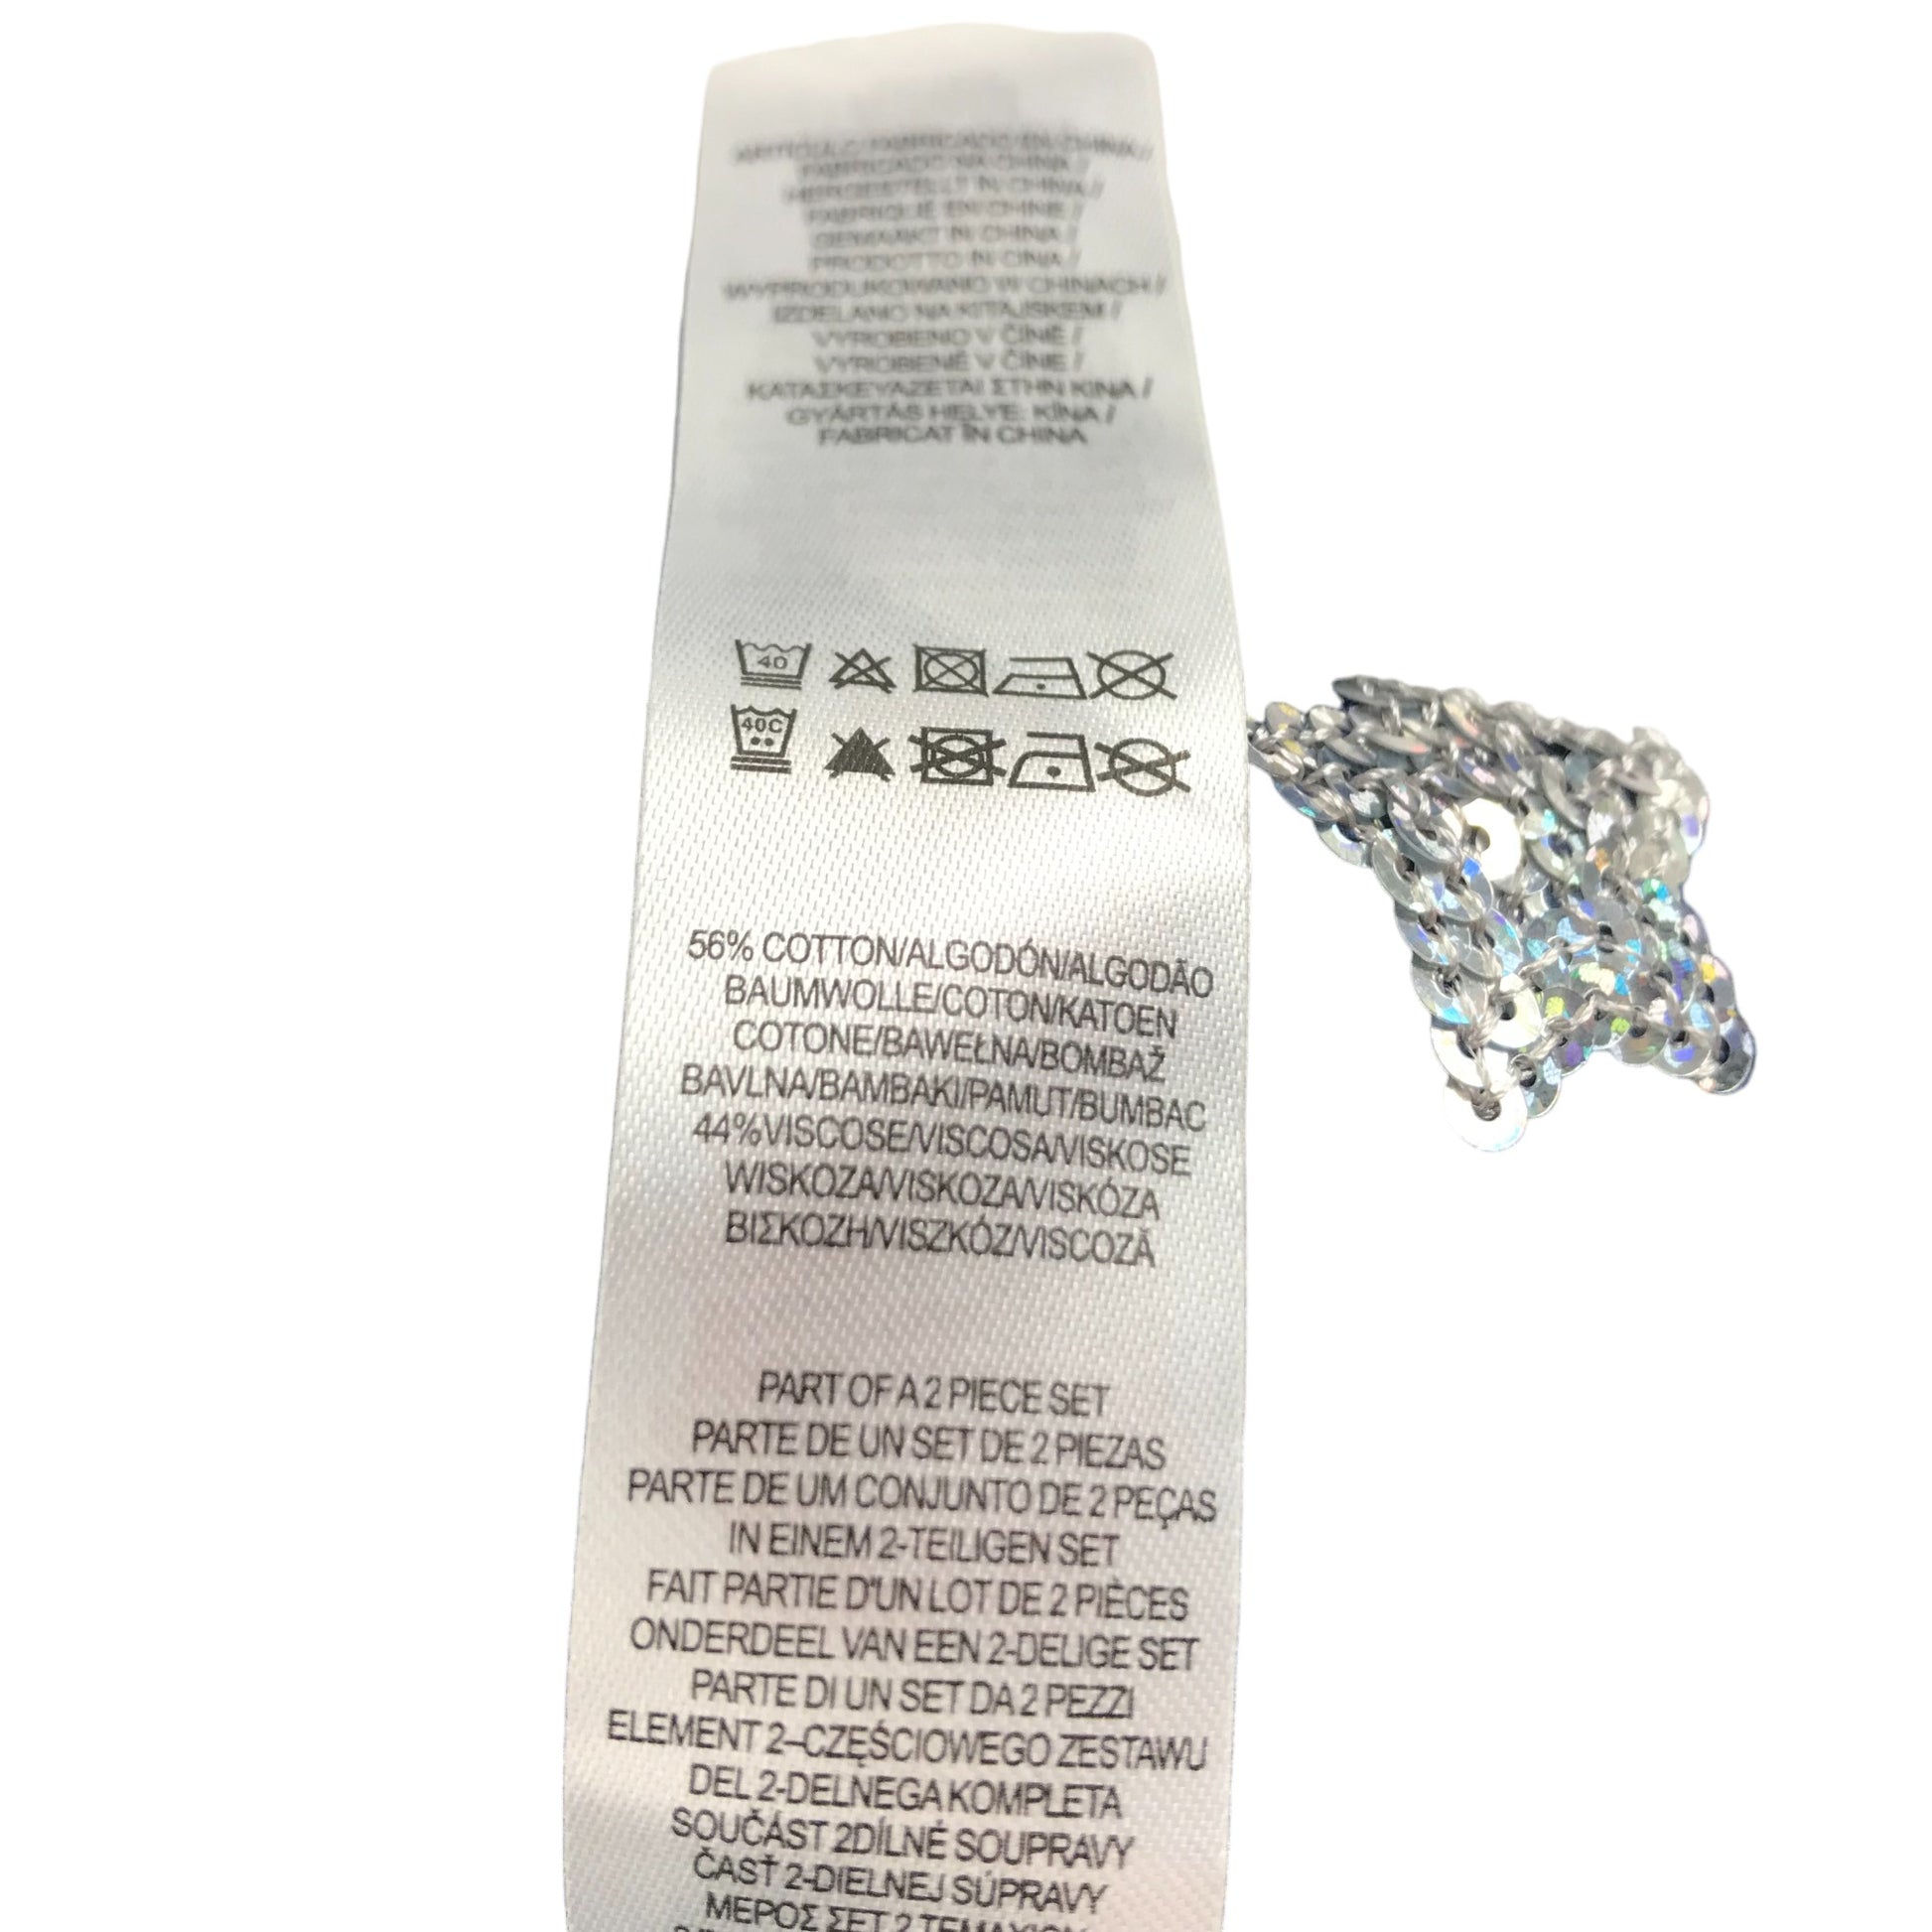 ARTÍCULO FABRICADO EN CHINA /
FABRICADO NA CHINA /
HERGESTELLT IN CHINA /
FABRIQUÉ EN CHINE /
GEMAAKT IN CHINA /
PRODOTTO IN CINA /
WYPRODUKOWANO W CHINACH /
IZDELANO NA KITAJSKEM /
VYROBENO V ČÍNĚ /
VYROBENÉ V ČÍNE /
ΚΑΤΑΣΚΕΥΑΖΕΤΑΙ ΣΤΗΝ ΚΙΝΑ /
GYÁRTÁS HELYE: KÍNA /
FABRICAT ÎN CHINA
40
40C
56% COTTON/ALGODÓN/ALGODÃO
BAUMWOLLE/COTON/KATOEN
COTONE/BAWEŁNA/BOMBAŽ
BAVLNA/ΒΑΜΒΑΚΙ/PAMUT/BUMBAC
44%VISCOSE/VISCOSA/VISKOSE
WISKOZA/VISKOZA/VISKÓZA
ΒΙΣΚΟΖΗ/VISZKÓZ/VISCOZĂ
PART OF A 2 PIECE SET
PARTE DE UN SET DE 2 PIEZAS
PARTE DE UM CONJUNTO DE 2 PEÇAS
IN EINEM 2-TEILIGEN SET
FAIT PARTIE D'UN LOT DE 2 PIÈCES
ONDERDEEL VAN EEN 2-DELIGE SET
PARTE DI UN SET DA 2 PEZZI
ELEMENT 2–CZĘŚCIOWEGO ZESTAWU
DEL 2-DELNEGA KOMPLETA
SOUČÁST 2DÍLNÉ SOUPRAVY
ČASŤ 2-DIELNEJ SÚPRAVY
ΜΕΡΟΣ ΣΕΤ 2 ΤΕΜΑΧΙΩΝ